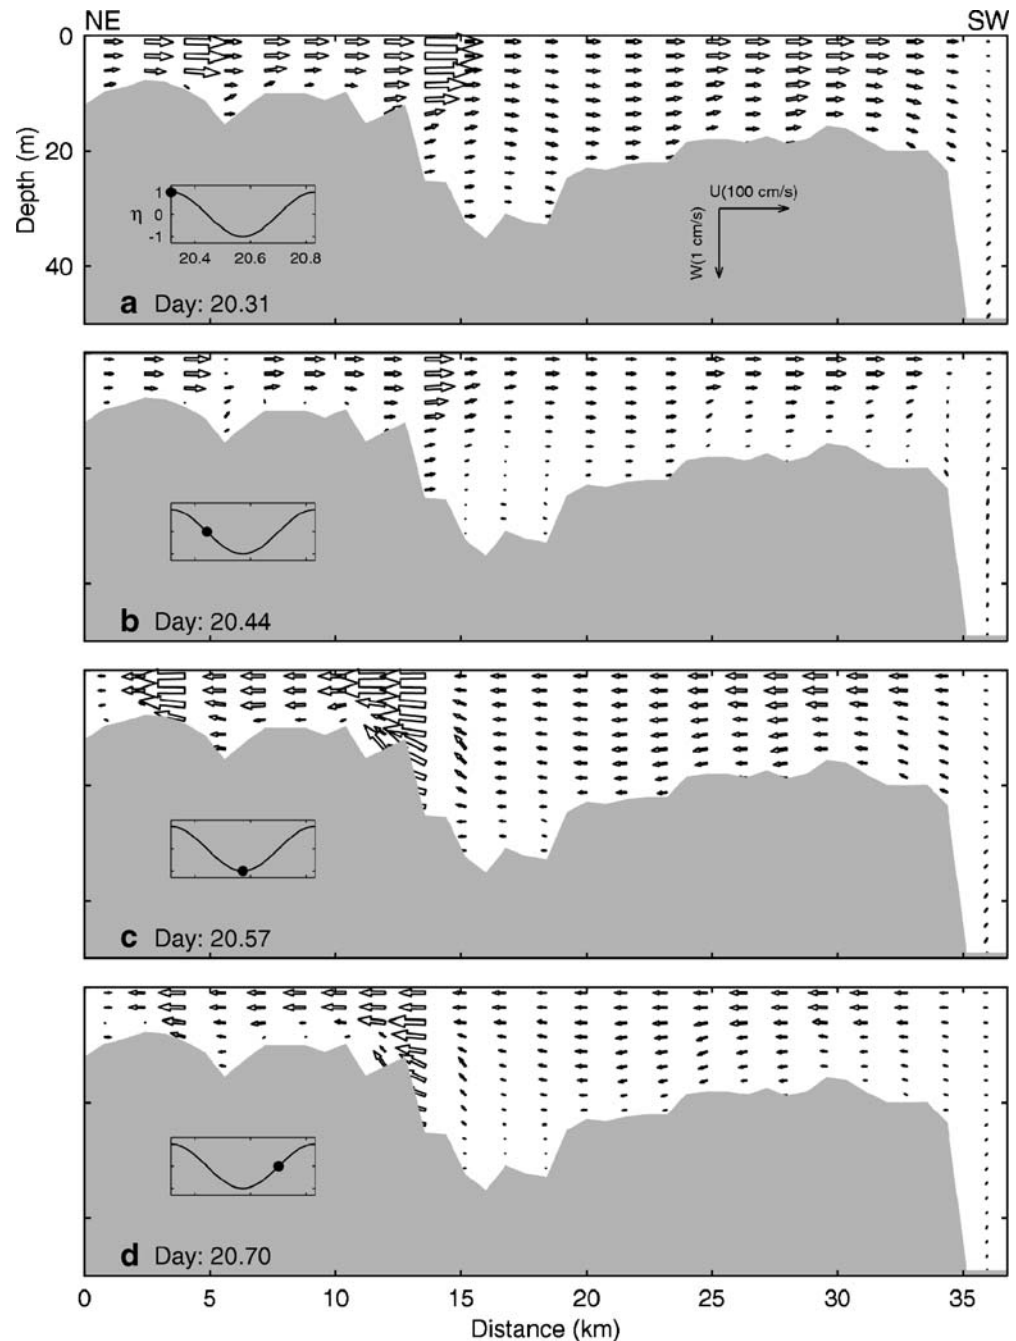 NE SW
0
20
40
Depth (m)
1
η 0
-1
20.4 20.6 20.8
U(100 cm/s)
W(1 cm/s)
a Day: 20.31
b Day: 20.44
c Day: 20.57
d Day: 20.70
0 5 10 15 20 25 30 35
Distance (km)